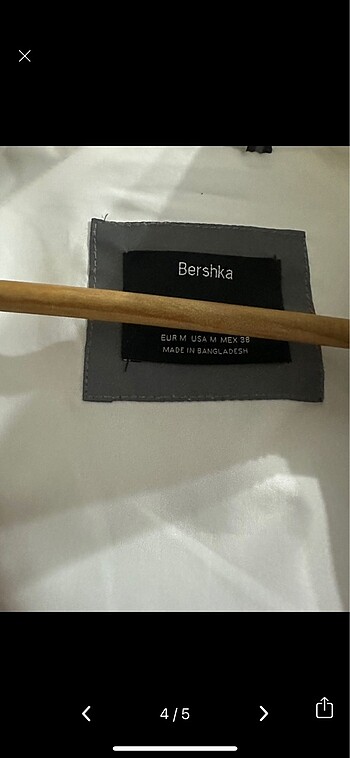 Bershka
EUR M USA M MEX 38
MADE IN BANGLADESH
4/5